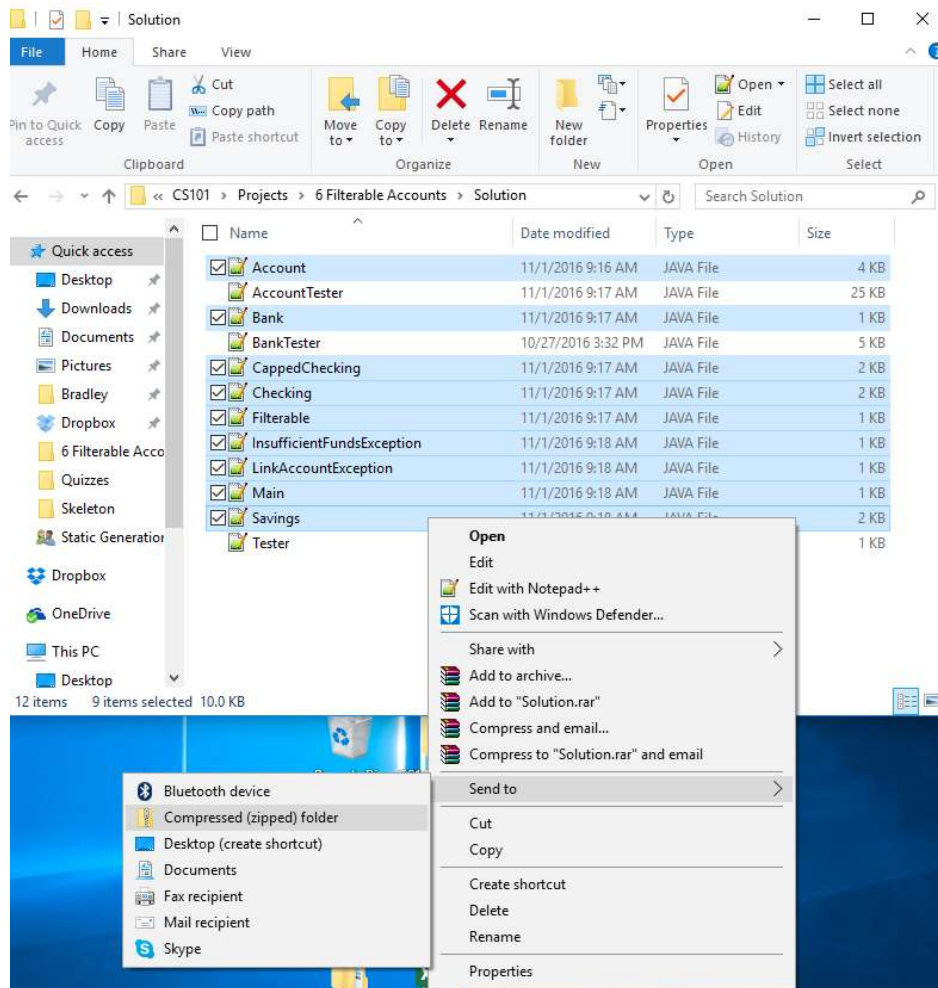 Solution
File Home Share View
Pin to Quick access
Copy
Paste
Cut
Copy path
Paste shortcut
Move to
Copy to
Delete
Rename
New folder
Properties
Open
Edit
History
Select all
Select none
Invert selection
Clipboard Organize New Open Select
« CS101 > Projects > 6 Filterable Accounts > Solution
Search Solution
Name Date modified Type Size
Account 11/1/2016 9:16 AM JAVA File 4 KB
AccountTester 11/1/2016 9:17 AM JAVA File 25 KB
Bank 11/1/2016 9:17 AM JAVA File 1 KB
BankTester 10/27/2016 3:32 PM JAVA File 5 KB
CappedChecking 11/1/2016 9:17 AM JAVA File 2 KB
Checking 11/1/2016 9:17 AM JAVA File 2 KB
Filterable 11/1/2016 9:17 AM JAVA File 1 KB
InsufficientFundsException 11/1/2016 9:18 AM JAVA File 1 KB
LinkAccountException 11/1/2016 9:18 AM JAVA File 1 KB
Main 11/1/2016 9:18 AM JAVA File 1 KB
Savings 11/1/2016 9:18 AM JAVA File 2 KB
Tester 1 KB
Quick access
Desktop
Downloads
Documents
Pictures
Bradley
Dropbox
6 Filterable Acco
Quizzes
Skeleton
Static Generation
Dropbox
OneDrive
This PC
Desktop
12 items 9 items selected 10.0 KB
Open
Edit
Edit with Notepad++
Scan with Windows Defender...
Share with
Add to archive...
Add to "Solution.rar"
Compress and email...
Compress to "Solution.rar" and email
Send to
Cut
Copy
Create shortcut
Delete
Rename
Properties
Bluetooth device
Compressed (zipped) folder
Desktop (create shortcut)
Documents
Fax recipient
Mail recipient
Skype